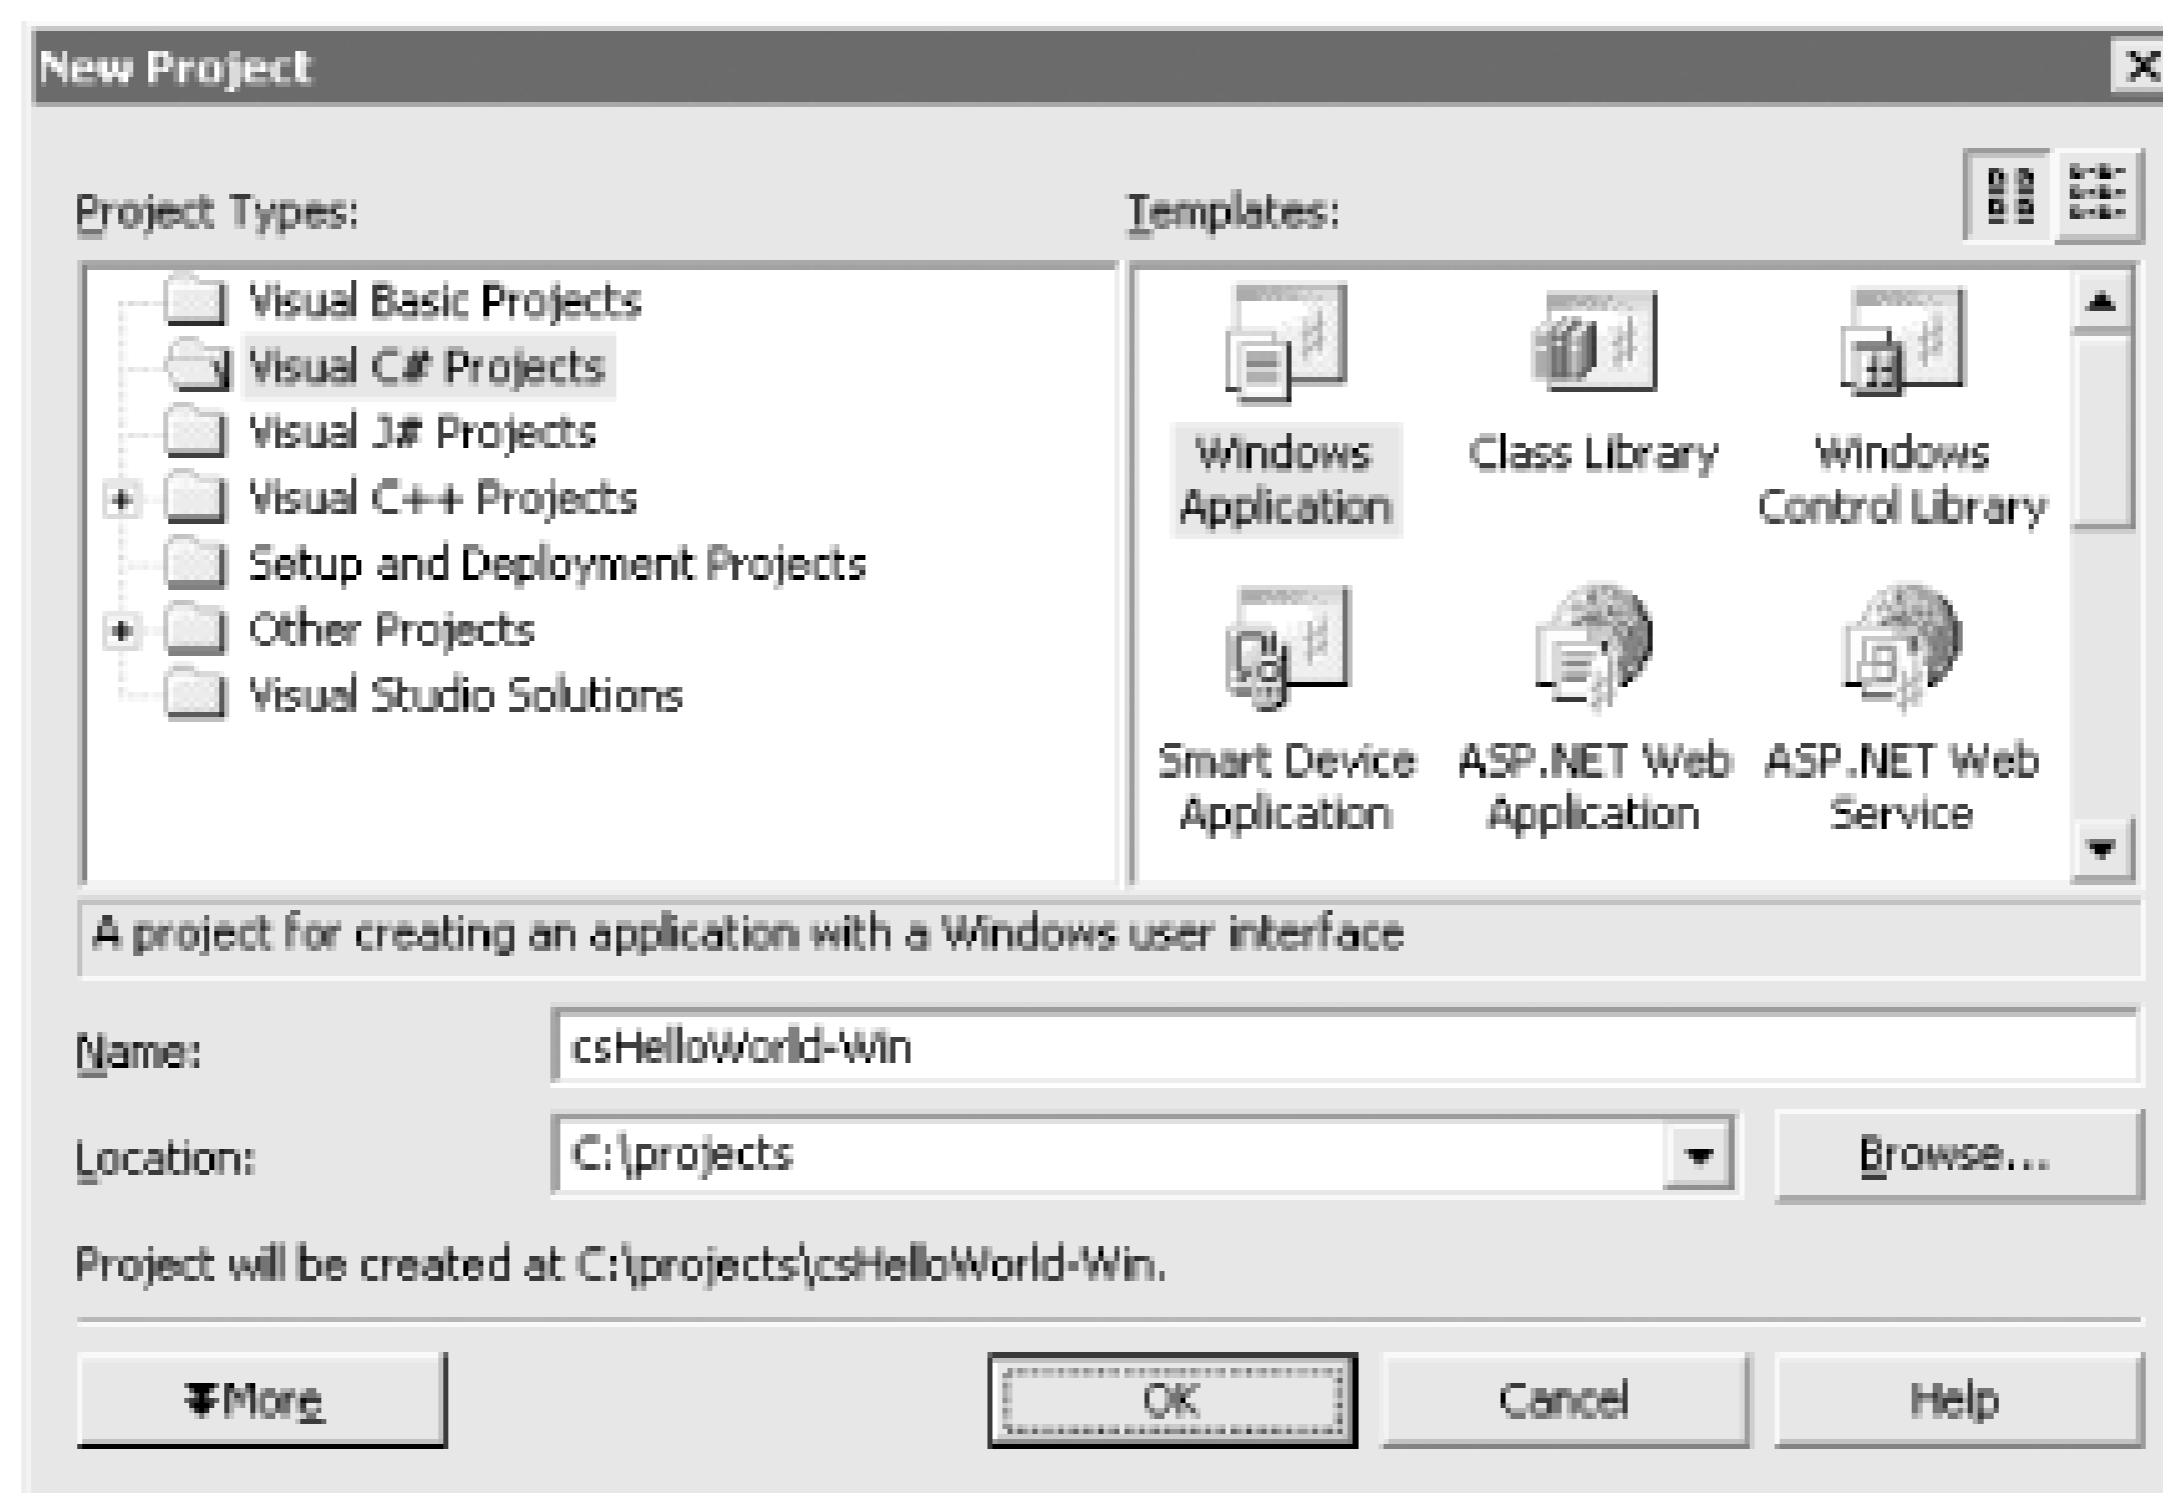 New Project
Project Types:
Templates:
Visual Basic Projects
Visual C# Projects
Visual J# Projects
Visual C++ Projects
Setup and Deployment Projects
Other Projects
Visual Studio Solutions
Windows
Application
Class Library
Windows
Control Library
Smart Device
Application
ASP.NET Web
Application
ASP.NET Web
Service
A project for creating an application with a Windows user interface
Name:
csHelloWorld-Win
Location:
C:\projects
Browse...
Project will be created at C:\projects\csHelloWorld-Win.
More
OK
Cancel
Help